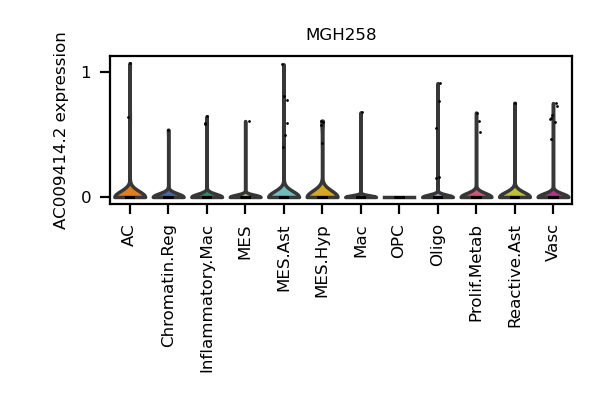 MGH258
AC009414.2 expression
1
0
AC
Chromatin.Reg
Inflammatory.Mac
MES
MES.Ast
MES.Hyp
Mac
OPC
Oligo
Prolif.Metab
Reactive.Ast
Vasc